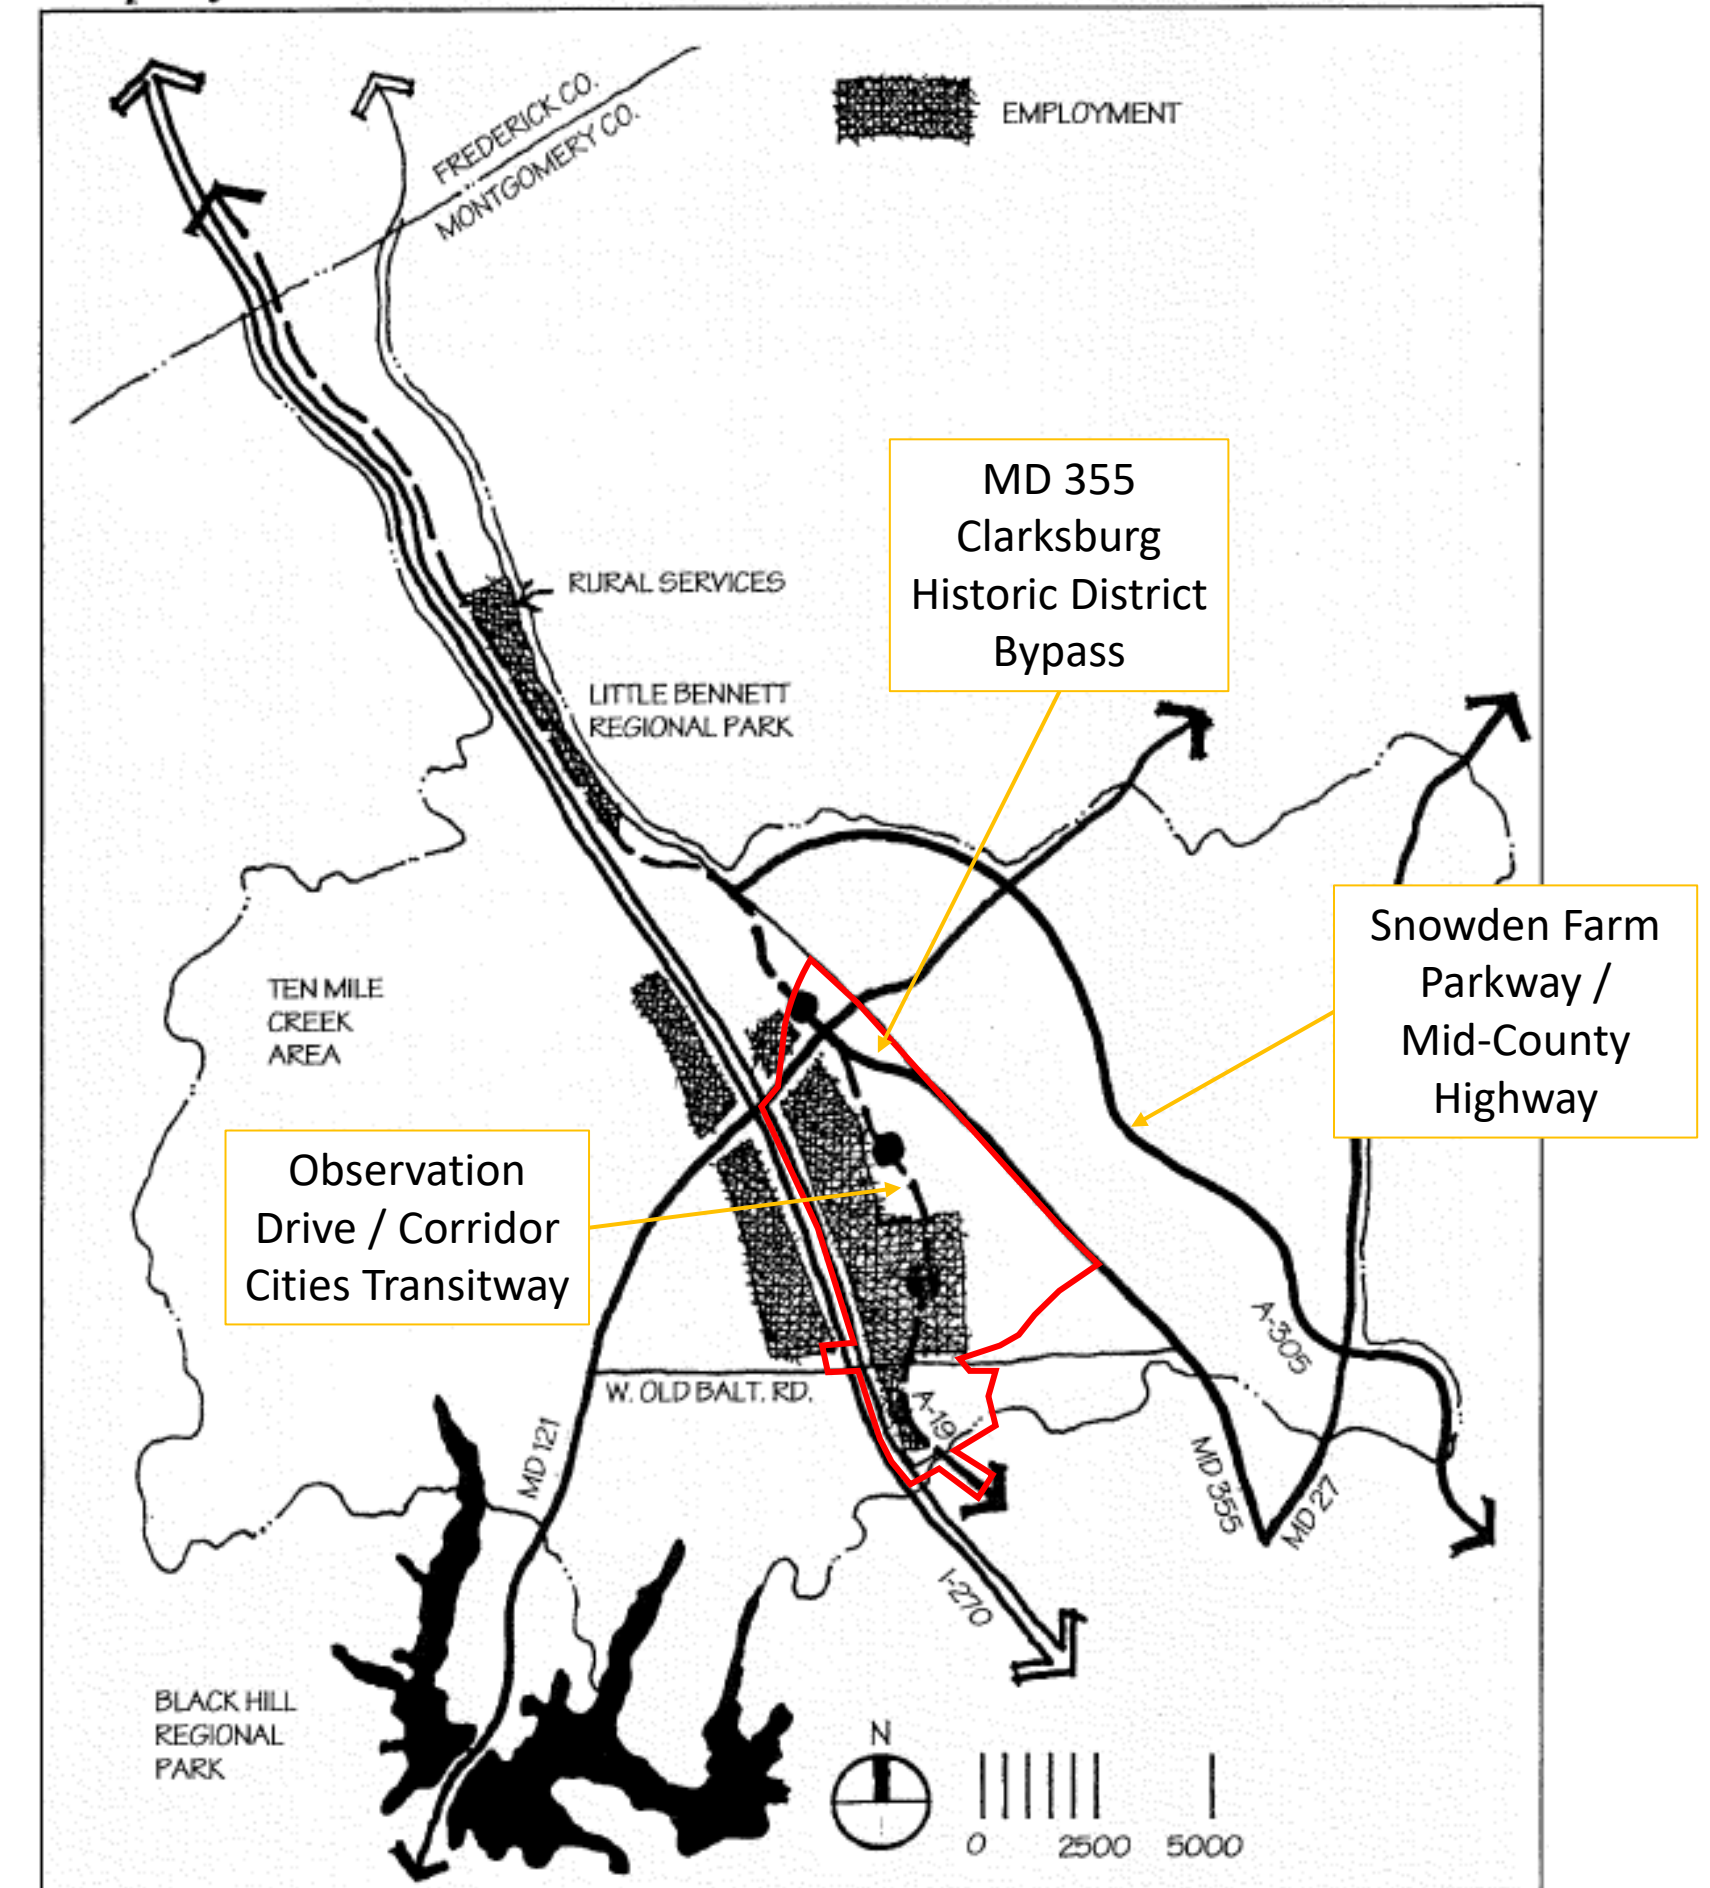 FREDERICK CO.
MONTGOMERY CO.
EMPLOYMENT
MD 355
Clarksburg
Historic District
Bypass
RURAL SERVICES
LITTLE BENNETT
REGIONAL PARK
Snowden Farm
Parkway /
Mid-County
Highway
TEN MILE
CREEK
AREA
Observation
Drive / Corridor
Cities Transitway
A-305
W. OLD BALT. RD.
A-19
MD 121
MD 355
MD 27
I-270
BLACK HILL
REGIONAL
PARK
N
0 2500 5000